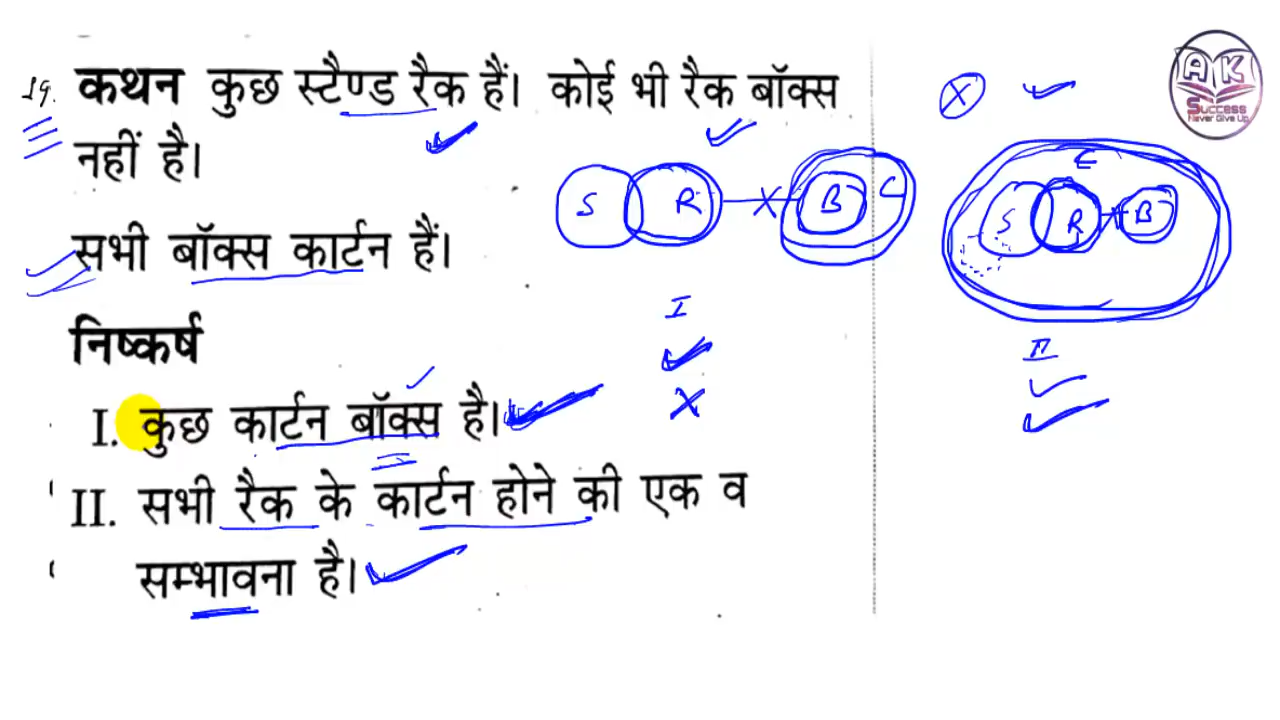 19. कथन कुछ स्टैण्ड रैक हैं। कोई भी रैक बॉक्स
नहीं है।
सभी बॉक्स कार्टन हैं।
निष्कर्ष
I. कुछ कार्टन बॉक्स है।
II. सभी रैक के कार्टन होने की एक व
सम्भावना है।
S R X B C
I
X
X
C
S R B
II
AK
Success
Never Give Up